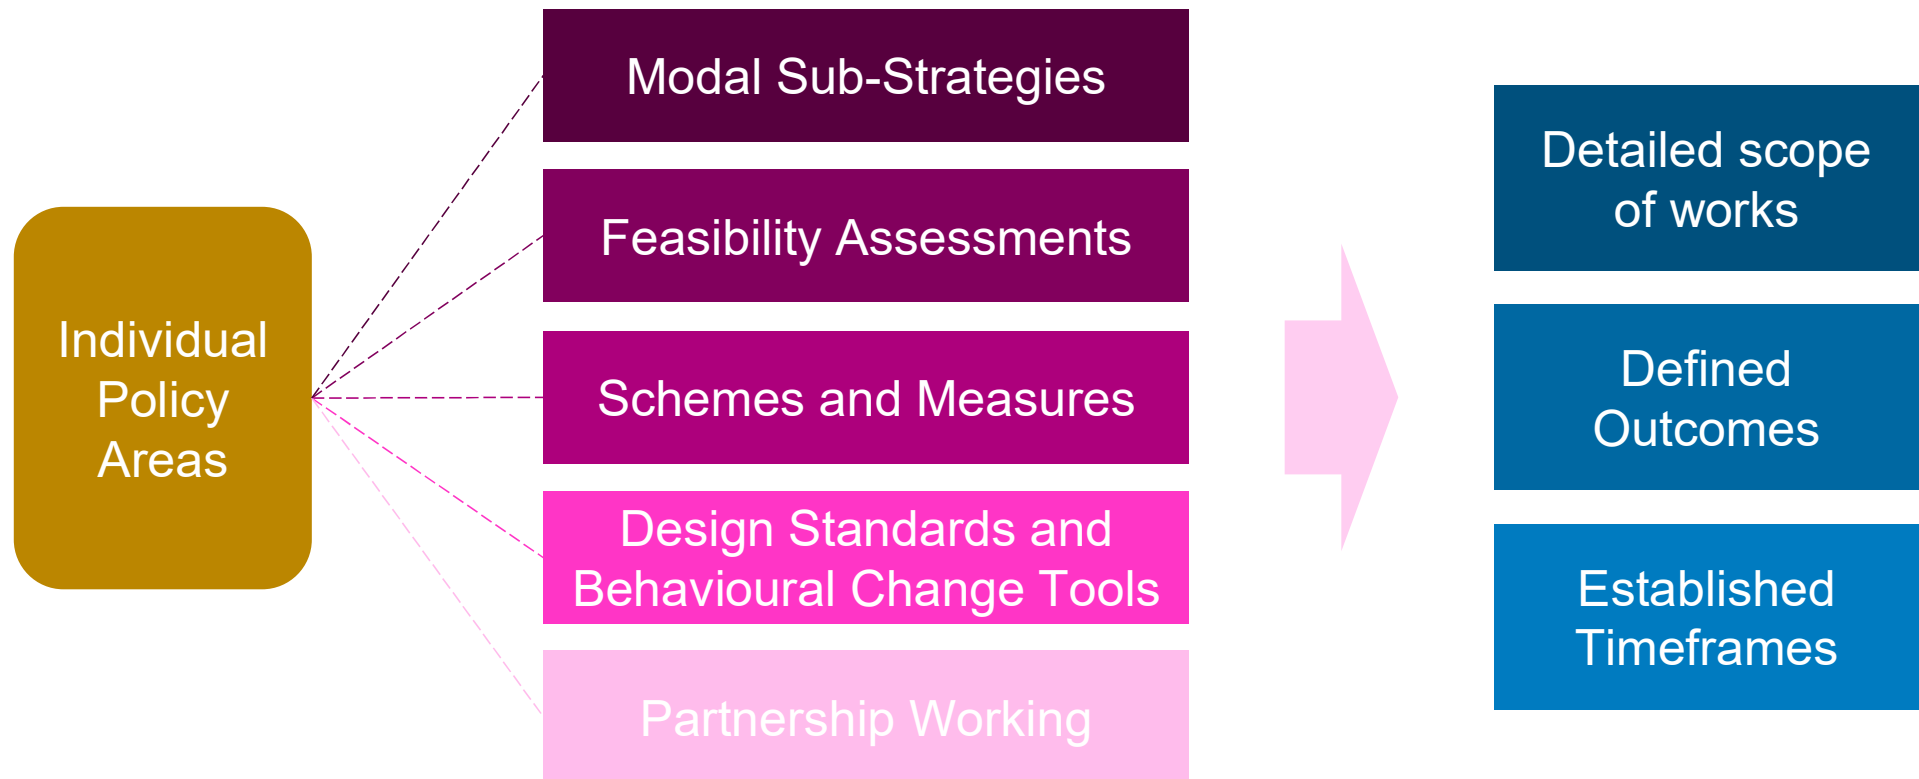 Individual
Policy
Areas
Modal Sub-Strategies
Feasibility Assessments
Schemes and Measures
Design Standards and
Behavioural Change Tools
Partnership Working
Detailed scope
of works
Defined
Outcomes
Established
Timeframes